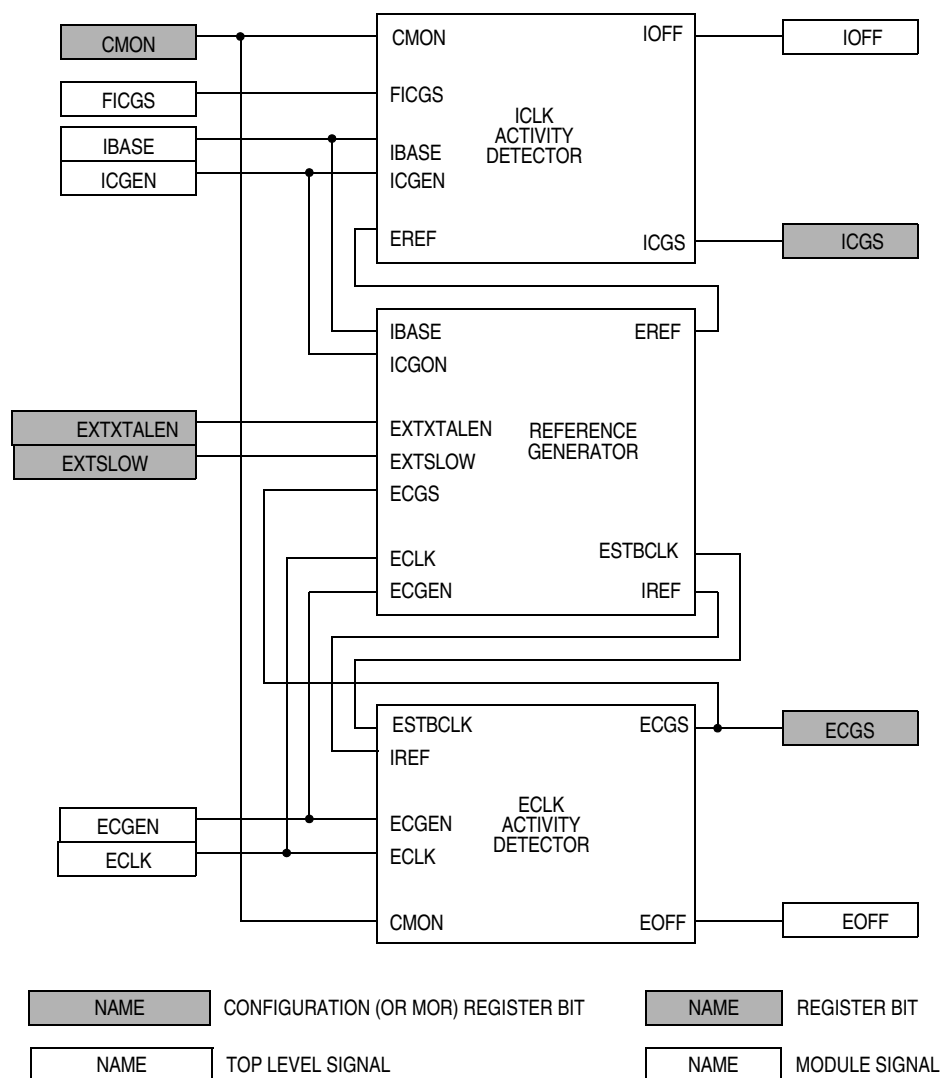 CMON
FICGS
IBASE
ICGEN
CMON
FICGS
IBASE
ICGEN
EREF
ICLK
ACTIVITY
DETECTOR
IOFF
ICGS
IOFF
ICGS
EXTXTALEN
EXTSLOW
IBASE
ICGON
EXTXTALEN
EXTSLOW
ECGS
ECLK
ECGEN
REFERENCE
GENERATOR
EREF
ESTBCLK
IREF
ECGEN
ECLK
ESTBCLK
IREF
ECGEN
ECLK
CMON
ECLK
ACTIVITY
DETECTOR
ECGS
EOFF
ECGS
EOFF
NAME CONFIGURATION (OR MOR) REGISTER BIT
NAME REGISTER BIT
NAME TOP LEVEL SIGNAL
NAME MODULE SIGNAL